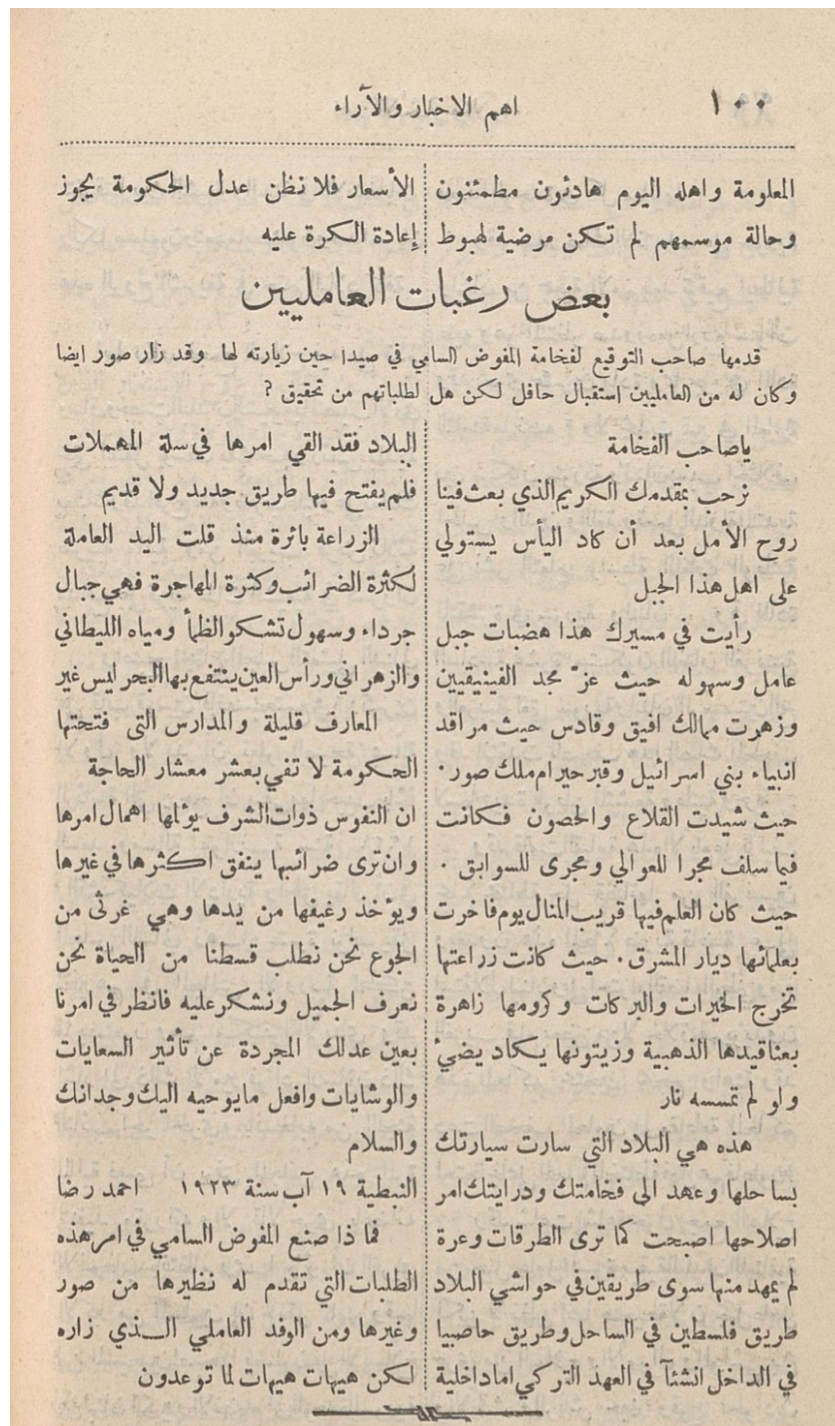 ١٠٠
اهم الاخبار والآراء
المعلومة واهله اليوم هادئون مطمئنون
وحالة موسمهم لم تكن مرضية لهبوط
الأسعار فلا نظن عدل الحكومة يجوز
إعادة الكرة عليه
بعض رغبات العامليين
قدمها صاحب التوقيع لفخامة المفوض السامي في صيدا حين زيارته لها وقد زار صور ايضا
وكان له من العامليين استقبال حافل لكن هل لطلباتهم من تحقيق ؟
ياصاحب الفخامة
نرحب بمقدمك الكريم الذي بعث فينا
روح الأمل بعد أن كاد اليأس يستولي
على اهل هذا الجبل
رأيت في مسيرك هذا هضبات جبل
عامل وسهوله حيث عزّ مجد الفينيقيين
وزهرت ممالك افيق وقادس حيث مراقد
انبياء بني اسرائيل وقبر حيرام ملك صور .
حيث شيدت القلاع والحصون فكانت
فيما سلف مجرا للعوالي ومجرى للسوابق .
حيث كان العلم فيها قريب المنال يوم فاخرت
بعلمائها ديار المشرق . حيث كانت زراعتها
تخرج الخيرات والبركات وكرومها زاهرة
بعناقيدها الذهبية وزيتونها يكاد يضيء
ولو لم تمسسه نار
هذه هي البلاد التي سارت سيارتك
بساحلها وعهد الى فخامتك ودرايتك امر
اصلاحها اصبحت كما ترى الطرقات وعرة
لم يمهد منها سوى طريقين في حواشي البلاد
طريق فلسطين في الساحل وطريق حاصبيا
في الداخل انشئآ في العهد التركي اما داخلية
البلاد فقد القي امرها في سلة المهملات
فلم يفتح فيها طريق جديد ولا قديم
الزراعة بائرة منذ قلت اليد العاملة
لكثرة الضرائب وكثرة المهاجرة فهي جبال
جرداء وسهول تشكو الظمأ ومياه الليطاني
والزهراني ورأس العين ينتفع بها البحر ليس غير
المعارف قليلة والمدارس التي فتحتها
الحكومة لا تفي بعشر معشار الحاجة
ان النفوس ذوات الشرف يؤلمها اهمال امرها
وان ترى ضرائبها ينفق اكثرها في غيرها
ويؤخذ رغيفها من يدها وهي غرثى من
الجوع نحن نطلب قسطنا من الحياة نحن
نعرف الجميل ونشكر عليه فانظر في امرنا
بعين عدلك المجردة عن تأثير السعايات
والوشايات وافعل مايوحيه اليك وجدانك
والسلام
النبطية ١٩ آب سنة ١٩٢٣ احمد رضا
فما ذا صنع المفوض السامي في امر هذه
الطلبات التي تقدم له نظيرها من صور
وغيرها ومن الوفد العاملي الذي زاره
لكن هيهات هيهات لما توعدون